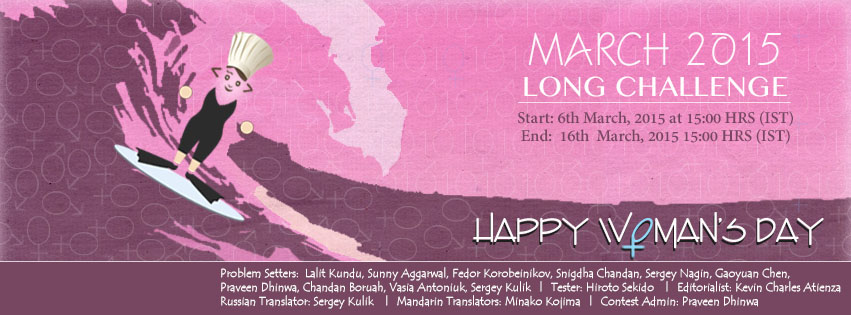 MARCH 2015
LONG CHALLENGE
Start: 6th March, 2015 at 15:00 HRS (IST)
End: 16th March, 2015 15:00 HRS (IST)
HAPPY WOMAN'S DAY
Problem Setters: Lalit Kundu, Sunny Aggarwal, Fedor Korobeinikov, Snigdha Chandan, Sergey Nagin, Gaoyuan Chen,
Praveen Dhinwa, Chandan Boruah, Vasia Antoniuk, Sergey Kulik | Tester: Hiroto Sekido | Editorialist: Kevin Charles Atienza
Russian Translator: Sergey Kulik | Mandarin Translators: Minako Kojima | Contest Admin: Praveen Dhinwa